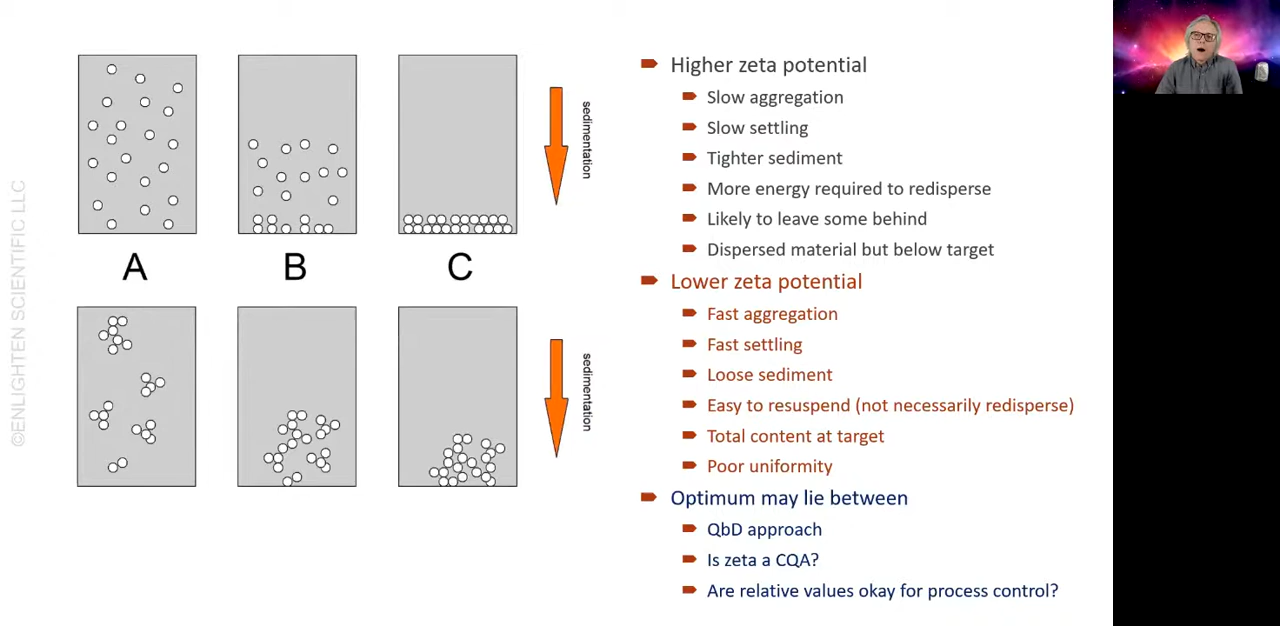 ©ENLIGHTEN SCIENTIFIC LLC
sedimentation
A
B
C
sedimentation
Higher zeta potential
Slow aggregation
Slow settling
Tighter sediment
More energy required to redisperse
Likely to leave some behind
Dispersed material but below target
Lower zeta potential
Fast aggregation
Fast settling
Loose sediment
Easy to resuspend (not necessarily redisperse)
Total content at target
Poor uniformity
Optimum may lie between
QbD approach
Is zeta a CQA?
Are relative values okay for process control?